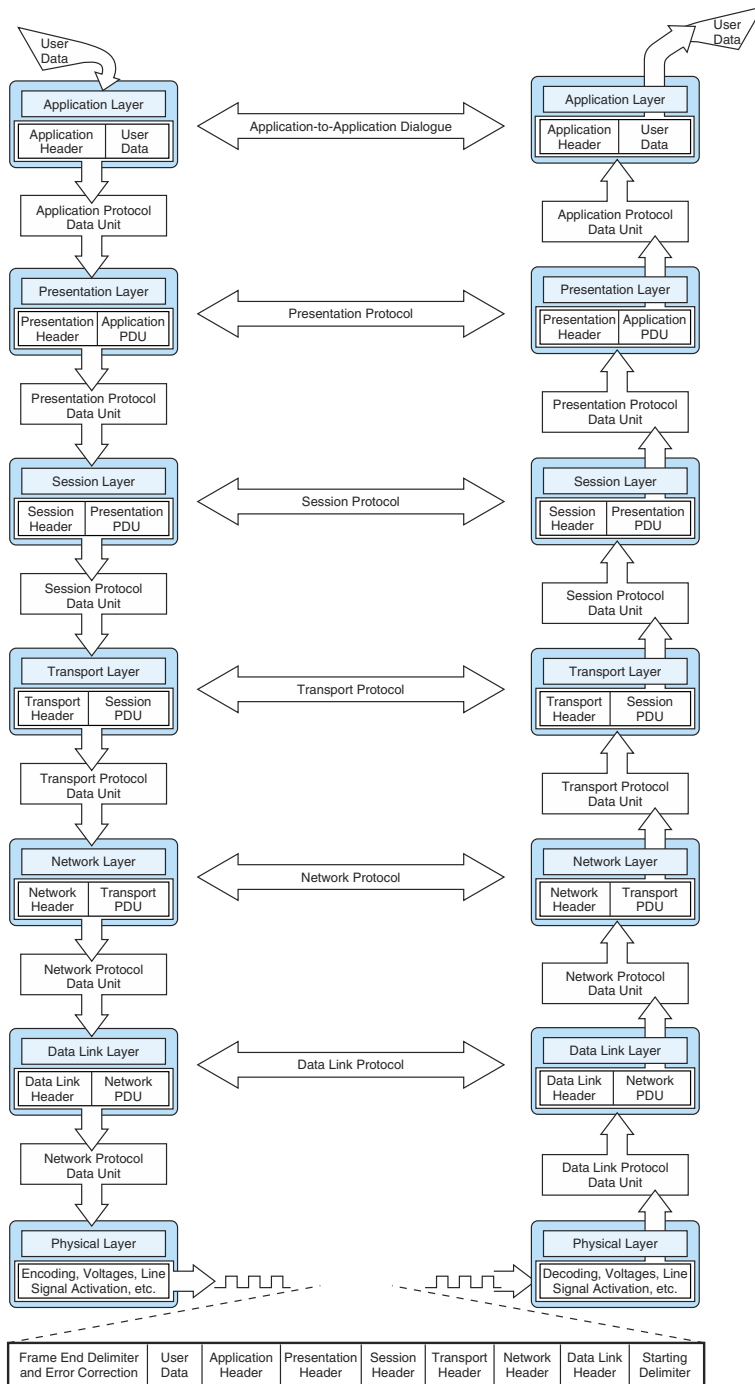 User
Data
Application Layer
Application
Header
User
Data
Application Protocol
Data Unit
Presentation Layer
Presentation
Header
Application
PDU
Presentation Protocol
Data Unit
Session Layer
Session
Header
Presentation
PDU
Session Protocol
Data Unit
Transport Layer
Transport
Header
Session
PDU
Transport Protocol
Data Unit
Network Layer
Network
Header
Transport
PDU
Network Protocol
Data Unit
Data Link Layer
Data Link
Header
Network
PDU
Network Protocol
Data Unit
Physical Layer
Encoding, Voltages, Line
Signal Activation, etc.
Application-to-Application Dialogue
Presentation Protocol
Session Protocol
Transport Protocol
Network Protocol
Data Link Protocol
User
Data
Application Layer
Application
Header
User
Data
Application Protocol
Data Unit
Presentation Layer
Presentation
Header
Application
PDU
Presentation Protocol
Data Unit
Session Layer
Session
Header
Presentation
PDU
Session Protocol
Data Unit
Transport Layer
Transport
Header
Session
PDU
Transport Protocol
Data Unit
Network Layer
Network
Header
Transport
PDU
Network Protocol
Data Unit
Data Link Layer
Data Link
Header
Network
PDU
Data Link Protocol
Data Unit
Physical Layer
Decoding, Voltages, Line
Signal Activation, etc.
Frame End Delimiter
and Error Correction
User
Data
Application
Header
Presentation
Header
Session
Header
Transport
Header
Network
Header
Data Link
Header
Starting
Delimiter